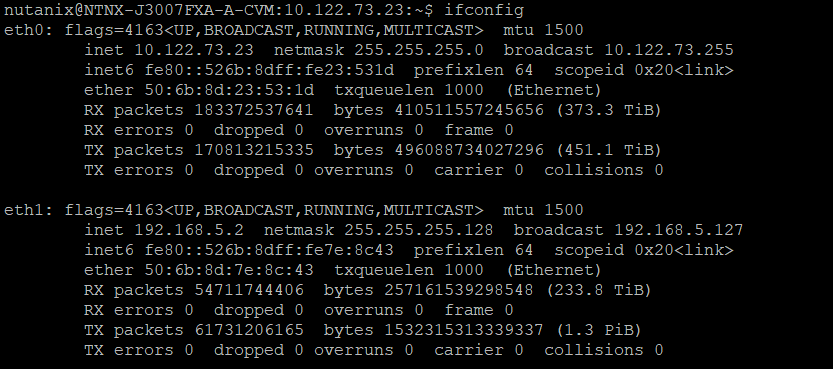 nutanix@NTNX-J3007FXA-A-CVM:10.122.73.23:~$ ifconfig
eth0: flags=4163<UP,BROADCAST,RUNNING,MULTICAST>  mtu 1500
        inet 10.122.73.23  netmask 255.255.255.0  broadcast 10.122.73.255
        inet6 fe80::526b:8dff:fe23:531d  prefixlen 64  scopeid 0x20<link>
        ether 50:6b:8d:23:53:1d  txqueuelen 1000  (Ethernet)
        RX packets 183372537641  bytes 410511557245656 (373.3 TiB)
        RX errors 0  dropped 0  overruns 0  frame 0
        TX packets 170813215335  bytes 496088734027296 (451.1 TiB)
        TX errors 0  dropped 0 overruns 0  carrier 0  collisions 0

eth1: flags=4163<UP,BROADCAST,RUNNING,MULTICAST>  mtu 1500
        inet 192.168.5.2  netmask 255.255.255.128  broadcast 192.168.5.127
        inet6 fe80::526b:8dff:fe7e:8c43  prefixlen 64  scopeid 0x20<link>
        ether 50:6b:8d:7e:8c:43  txqueuelen 1000  (Ethernet)
        RX packets 54711744406  bytes 257161539298548 (233.8 TiB)
        RX errors 0  dropped 0  overruns 0  frame 0
        TX packets 61731206165  bytes 1532315313339337 (1.3 PiB)
        TX errors 0  dropped 0 overruns 0  carrier 0  collisions 0